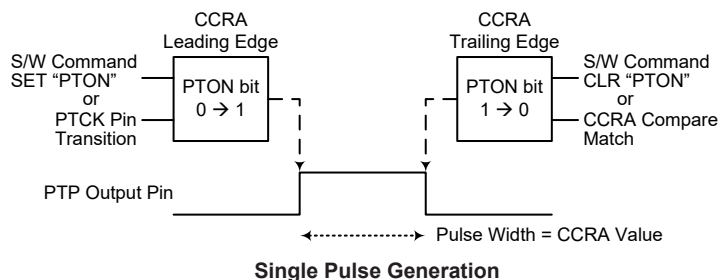 CCRA
Leading Edge
S/W Command
SET “PTON”
or
PTCK Pin
Transition
PTON bit
0 → 1
CCRA
Trailing Edge
PTON bit
1 → 0
S/W Command
CLR “PTON”
or
CCRA Compare
Match
PTP Output Pin
Pulse Width = CCRA Value
Single Pulse Generation